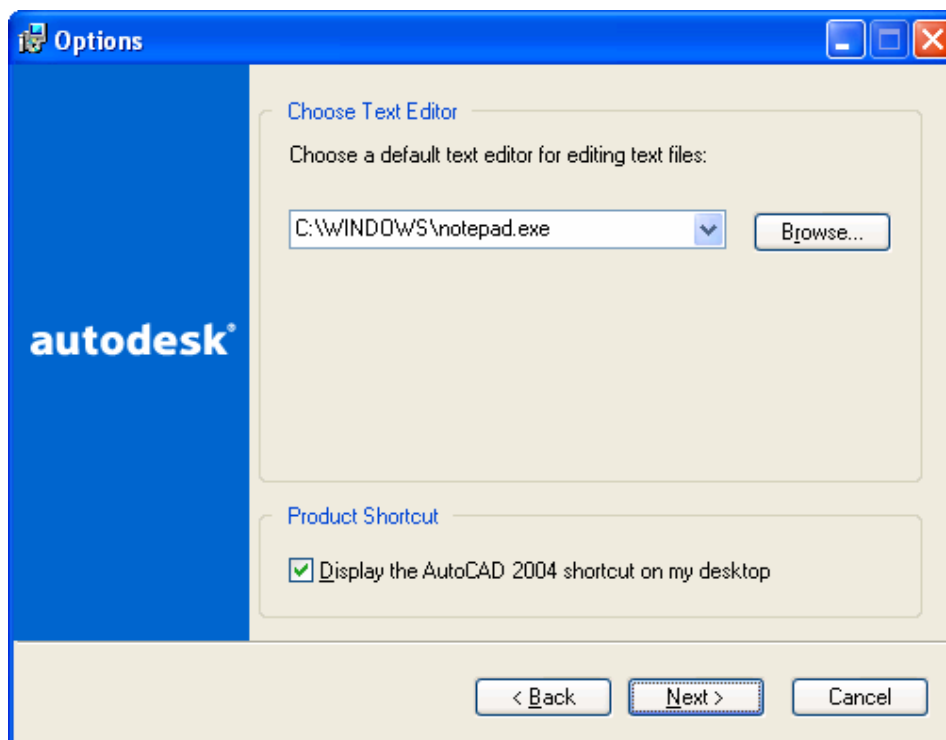 Options
Choose Text Editor
Choose a default text editor for editing text files:
C:\WINDOWS\notepad.exe
Browse...
autodesk®
Product Shortcut
Display the AutoCAD 2004 shortcut on my desktop
< Back
Next >
Cancel